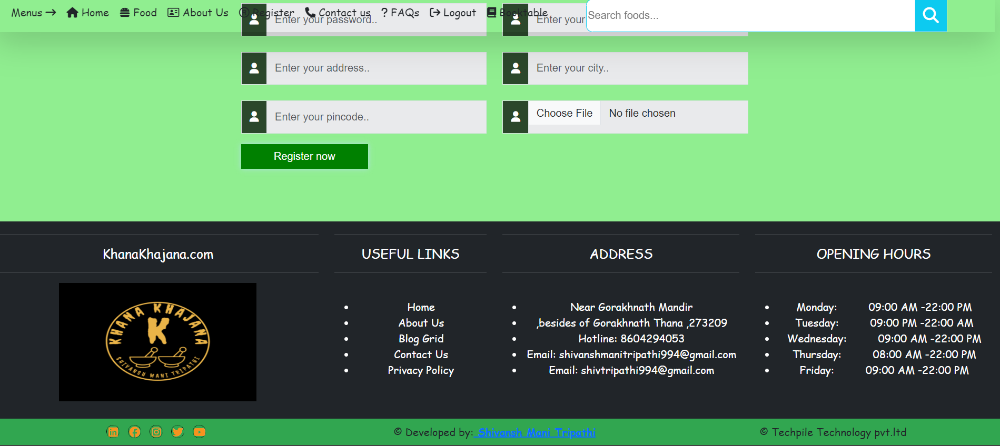 Menus → Home Food About Us Register Contact us ? FAQs Logout Booktable Search foods...
Enter your password.. Enter your
Enter your address.. Enter your city..
Enter your pincode.. Choose File No file chosen
Register now
KhanaKhajana.com
KHANA KHAJANA
K
SHIVANSH MANI TRIPATHI
USEFUL LINKS
• Home
• About Us
• Blog Grid
• Contact Us
• Privacy Policy
ADDRESS
• Near Gorakhnath Mandir
• ,besides of Gorakhnath Thana ,273209
• Hotline: 8604294053
• Email: shivanshmanitripathi994@gmail.com
• Email: shivtripathi994@gmail.com
OPENING HOURS
• Monday: 09:00 AM -22:00 PM
• Tuesday: 09:00 PM -22:00 AM
• Wednesday: 09:00 AM -22:00 PM
• Thursday: 08:00 AM -22:00 PM
• Friday: 09:00 AM -22:00 PM
© Developed by: Shivansh Mani Tripathi
© Techpile Technology pvt.ltd